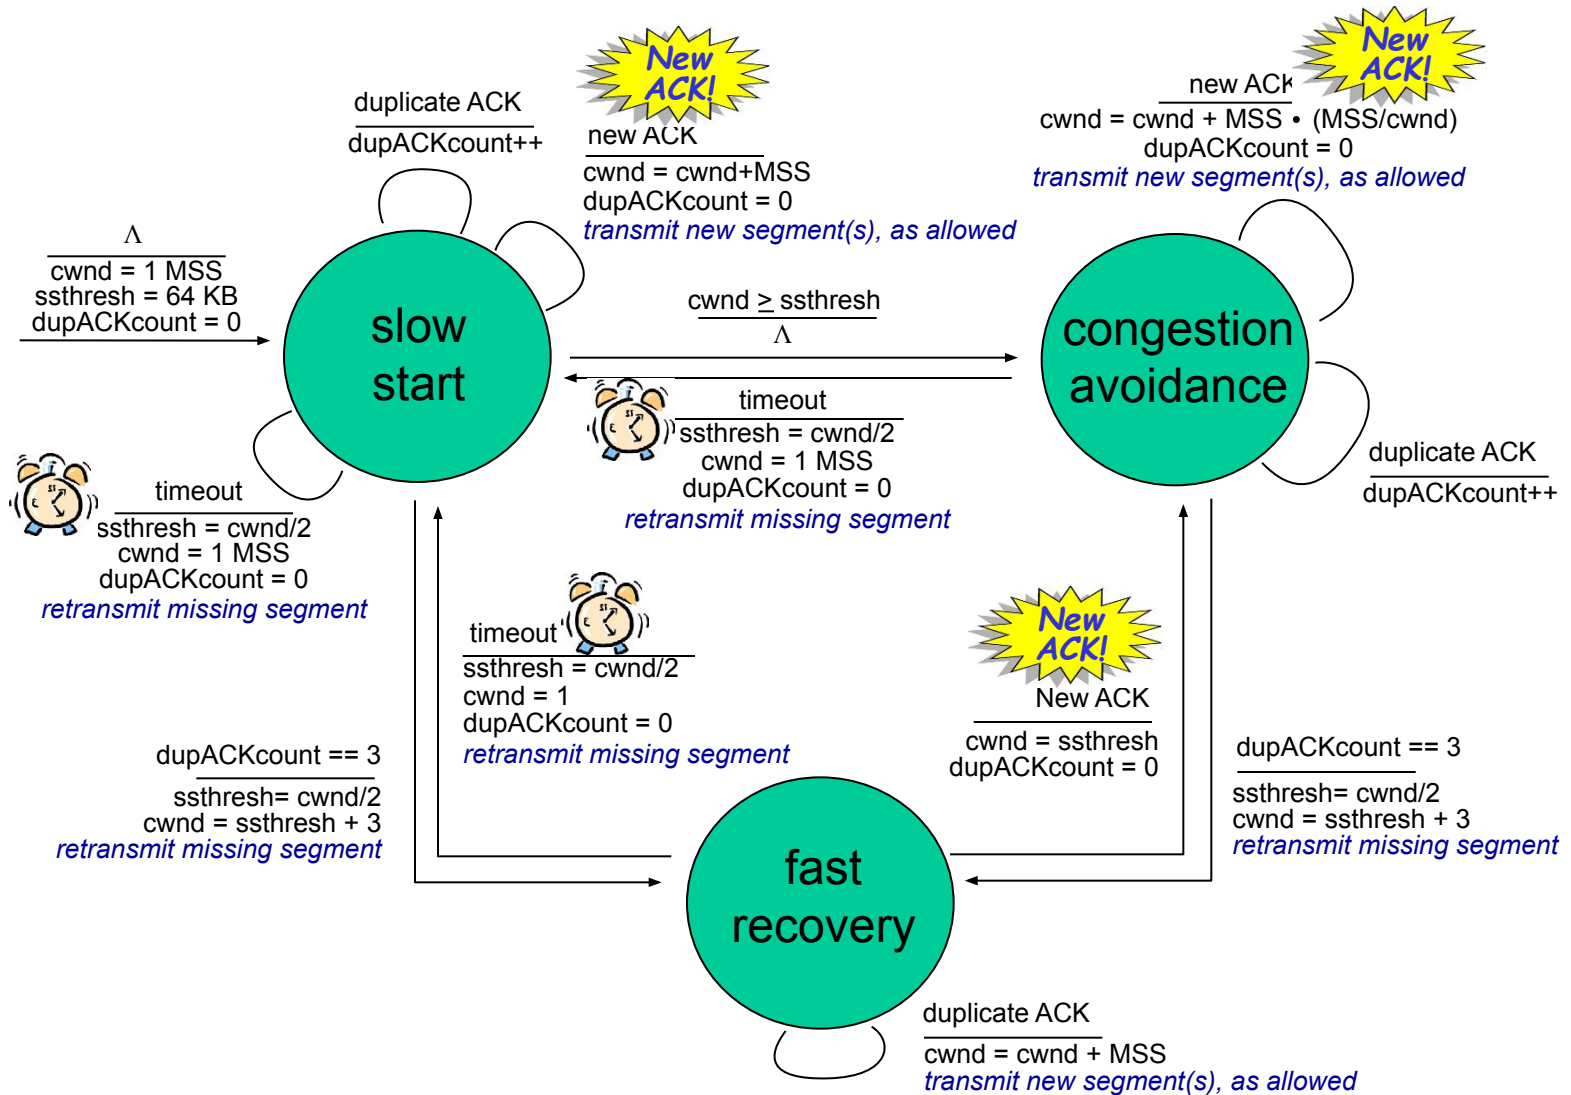 New
ACK!
duplicate ACK
dupACKcount++
new ACK
cwnd = cwnd+MSS
dupACKcount = 0
transmit new segment(s), as allowed
New
ACK!
new ACK
cwnd = cwnd + MSS • (MSS/cwnd)
dupACKcount = 0
transmit new segment(s), as allowed
Λ
cwnd = 1 MSS
ssthresh = 64 KB
dupACKcount = 0
slow
start
cwnd ≥ ssthresh
Λ
congestion
avoidance
timeout
ssthresh = cwnd/2
cwnd = 1 MSS
dupACKcount = 0
retransmit missing segment
duplicate ACK
dupACKcount++
timeout
ssthresh = cwnd/2
cwnd = 1 MSS
dupACKcount = 0
retransmit missing segment
timeout
ssthresh = cwnd/2
cwnd = 1
dupACKcount = 0
retransmit missing segment
New
ACK!
New ACK
cwnd = ssthresh
dupACKcount = 0
dupACKcount == 3
ssthresh= cwnd/2
cwnd = ssthresh + 3
retransmit missing segment
dupACKcount == 3
ssthresh= cwnd/2
cwnd = ssthresh + 3
retransmit missing segment
fast
recovery
duplicate ACK
cwnd = cwnd + MSS
transmit new segment(s), as allowed